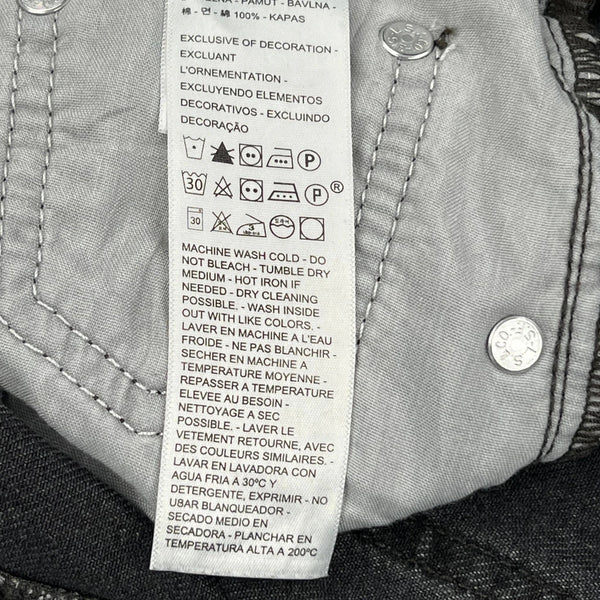 PAMUT - BAVLNA -
棉 - 면 - 綿 100% - KAPAS
EXCLUSIVE OF DECORATION -
EXCLUANT
L'ORNEMENTATION -
EXCLUYENDO ELEMENTOS
DECORATIVOS - EXCLUINDO
DECORAÇÃO
P
30 P ®
30
MACHINE WASH COLD - DO
NOT BLEACH - TUMBLE DRY
MEDIUM - HOT IRON IF
NEEDED - DRY CLEANING
POSSIBLE. - WASH INSIDE
OUT WITH LIKE COLORS. -
LAVER EN MACHINE A L'EAU
FROIDE - NE PAS BLANCHIR -
SECHER EN MACHINE A
TEMPERATURE MOYENNE -
REPASSER A TEMPERATURE
ELEVEE AU BESOIN -
NETTOYAGE A SEC
POSSIBLE. - LAVER LE
VETEMENT RETOURNE, AVEC
DES COULEURS SIMILAIRES. -
LAVAR EN LAVADORA CON
AGUA FRIA A 30ºC Y
DETERGENTE, EXPRIMIR - NO
USAR BLANQUEADOR -
SECADO MEDIO EN
SECADORA - PLANCHAR EN
TEMPERATURA ALTA A 200ºC